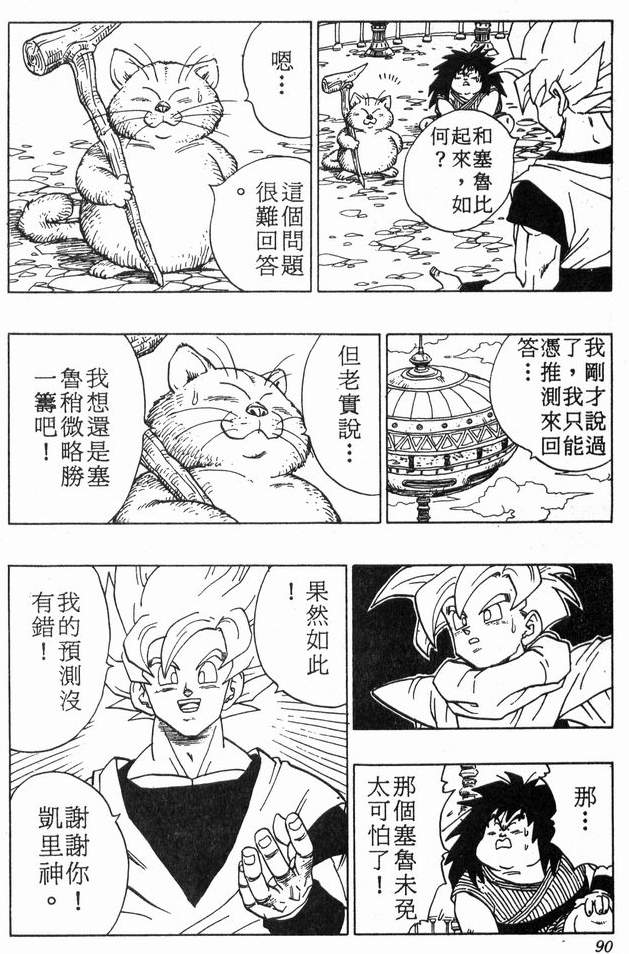 和塞魯比
起來，如
何？
嗯…
這個問題
很難回答
。
我剛才說過
了，我只能
憑推測來回
答…
但老實說…
我想還是塞
魯稍微略勝
一籌吧！
那…
那個塞魯未免
太可怕了！
果然如此
！
我的預測沒
有錯！
謝謝你！
凱里神。
90